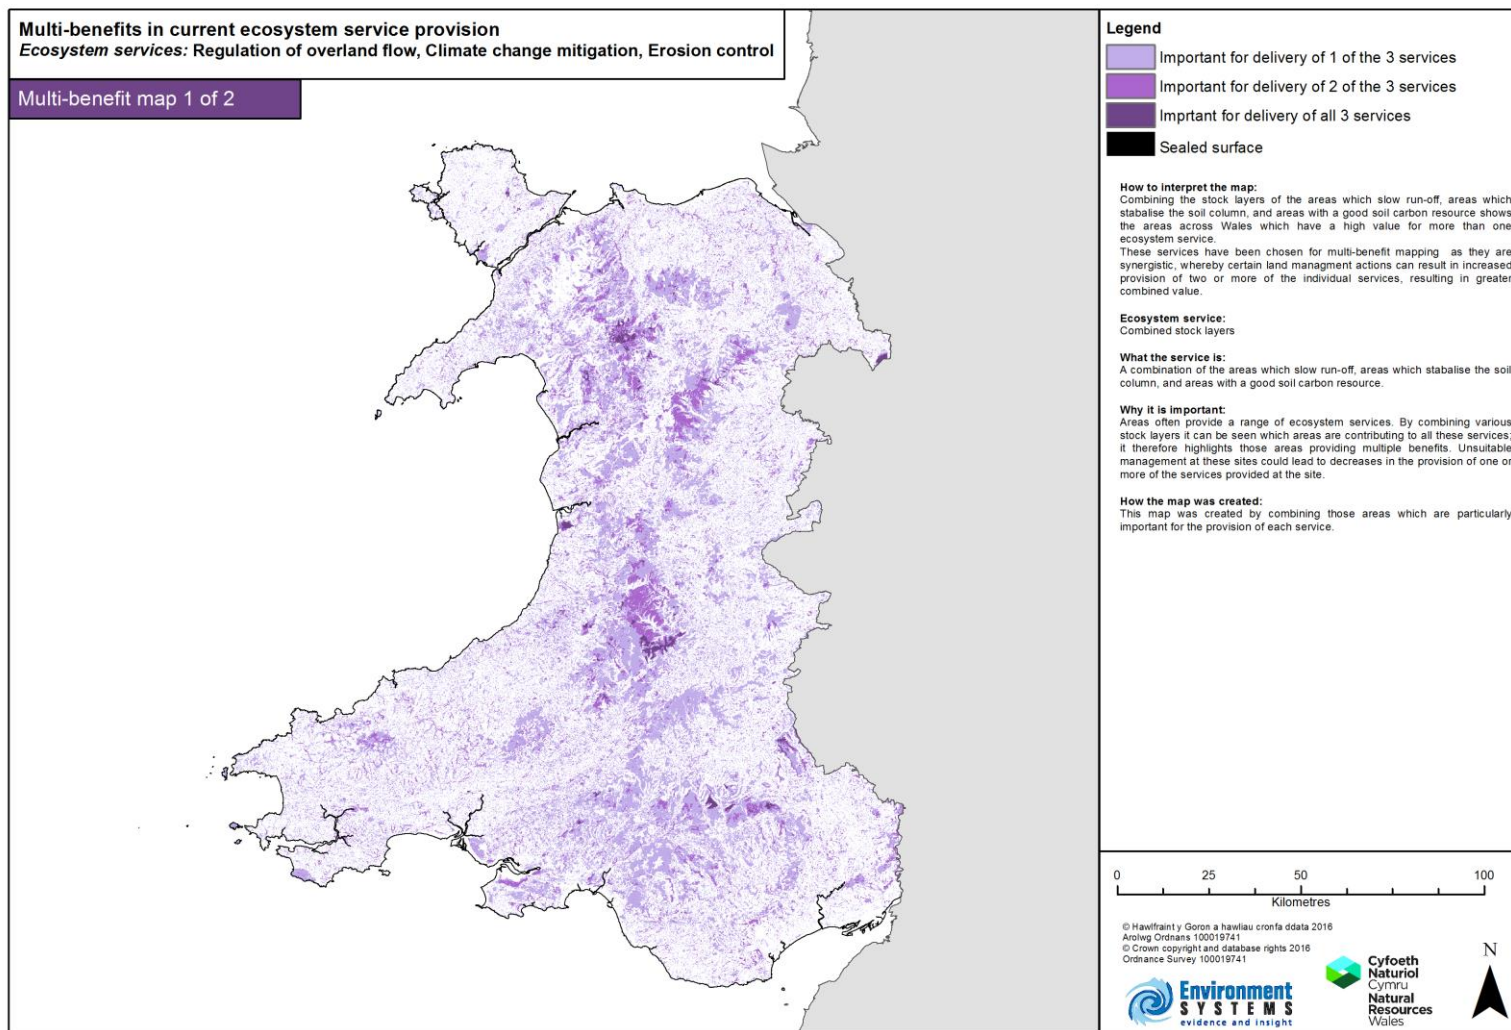 Multi-benefits in current ecosystem service provision
Ecosystem services: Regulation of overland flow, Climate change mitigation, Erosion control
Multi-benefit map 1 of 2
Legend
Important for delivery of 1 of the 3 services
Important for delivery of 2 of the 3 services
Imprtant for delivery of all 3 services
Sealed surface
How to interpret the map:
Combining the stock layers of the areas which slow run-off, areas which
stabalise the soil column, and areas with a good soil carbon resource shows
the areas across Wales which have a high value for more than one
ecosystem service.
These services have been chosen for multi-benefit mapping as they are
synergistic, whereby certain land managment actions can result in increased
provision of two or more of the individual services, resulting in greater
combined value.
Ecosystem service:
Combined stock layers
What the service is:
A combination of the areas which slow run-off, areas which stabalise the soil
column, and areas with a good soil carbon resource.
Why it is important:
Areas often provide a range of ecosystem services. By combining various
stock layers it can be seen which areas are contributing to all these services;
it therefore highlights those areas providing multiple benefits. Unsuitable
management at these sites could lead to decreases in the provision of one or
more of the services provided at the site.
How the map was created:
This map was created by combining those areas which are particularly
important for the provision of each service.
0 25 50 100
Kilometres
© Hawlfraint y Goron a hawliau cronfa ddata 2016
Arolwg Ordnans 100019741
© Crown copyright and database rights 2016
Ordnance Survey 100019741
Environment
SYSTEMS
evidence and insight
Cyfoeth
Naturiol
Cymru
Natural
Resources
Wales
N